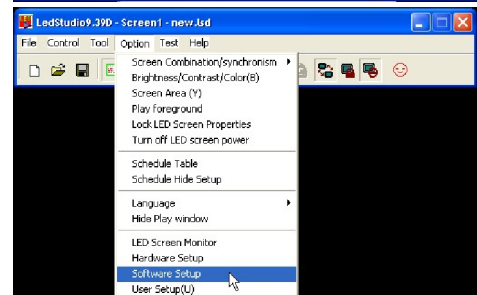 LedStudio9.39D - Screen1 - new.lsd
File Control Tool Option Test Help
Screen Combination/synchronism
Brightness/Contrast/Color(B)
Screen Area (Y)
Play foreground
Lock LED Screen Properties
Turn off LED screen power
Schedule Table
Schedule Hide Setup
Language
Hide Play window
LED Screen Monitor
Hardware Setup
Software Setup
User Setup(U)